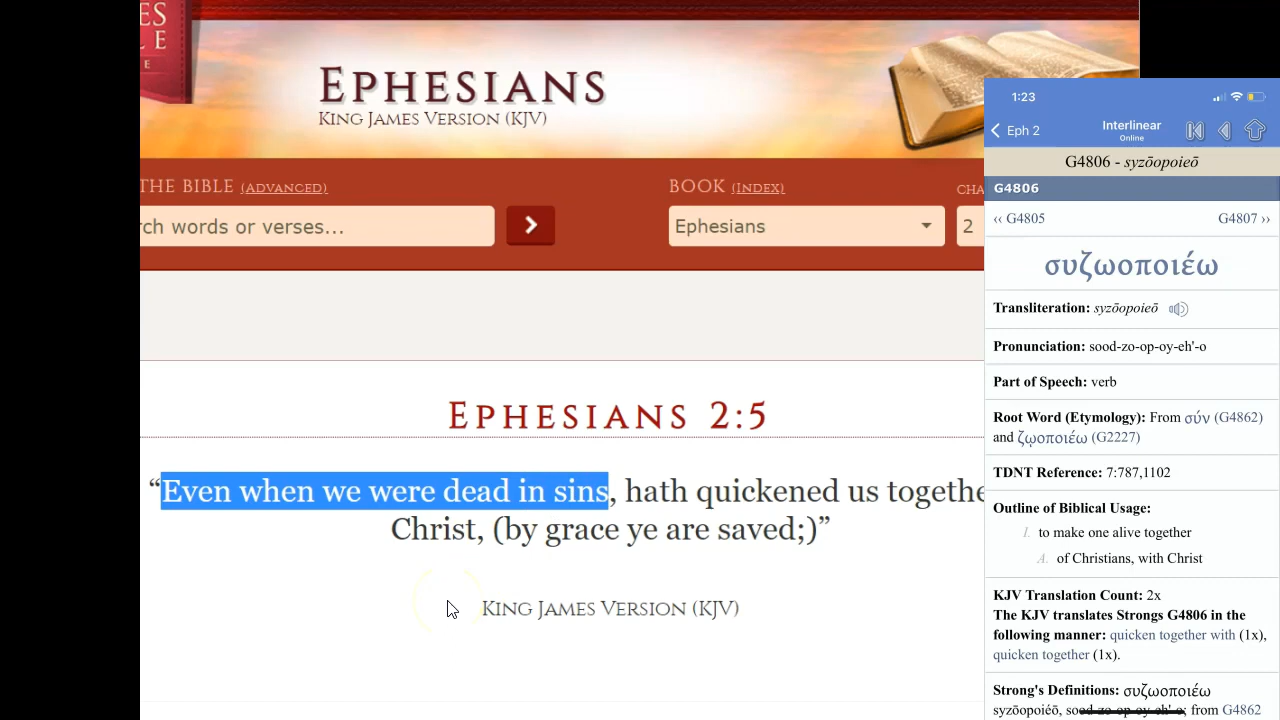 ES
LE
E
EPHESIANS
KING JAMES VERSION (KJV)
THE BIBLE (ADVANCED)
BOOK (INDEX)
CHA
rch words or verses...
Ephesians
2
EPHESIANS 2:5
“Even when we were dead in sins, hath quickened us togethe
Christ, (by grace ye are saved;)”
KING JAMES VERSION (KJV)
1:23
Eph 2
Interlinear
Online
G4806 - syzōopoieō
G4806
‹‹ G4805
G4807 ››
συζωοποιέω
Transliteration: syzōopoieō
Pronunciation: sood-zo-op-oy-eh'-o
Part of Speech: verb
Root Word (Etymology): From σύν (G4862)
and ζῳοποιέω (G2227)
TDNT Reference: 7:787,1102
Outline of Biblical Usage:
I. to make one alive together
A. of Christians, with Christ
KJV Translation Count: 2x
The KJV translates Strongs G4806 in the
following manner: quicken together with (1x),
quicken together (1x).
Strong's Definitions: συζωοποιέω
syzōopoiéō, sood-zo-op-oy-eh'-o; from G4862